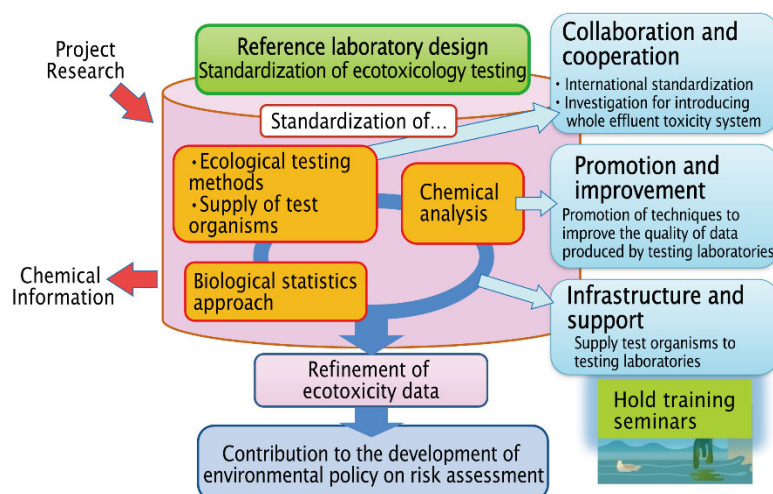 Project
Research
Reference laboratory design
Standardization of ecotoxicology testing
Standardization of...
・Ecological testing
methods
・Supply of test
organisms
Chemical
analysis
Biological statistics
approach
Chemical
Information
Refinement of
ecotoxicity data
Contribution to the development of
environmental policy on risk assessment
Collaboration and
cooperation
・International standardization
・Investigation for introducing
whole effluent toxicity system
Promotion and
improvement
Promotion of techniques to
improve the quality of data
produced by testing laboratories
Infrastructure and
support
Supply test organisms to
testing laboratories
Hold training
seminars